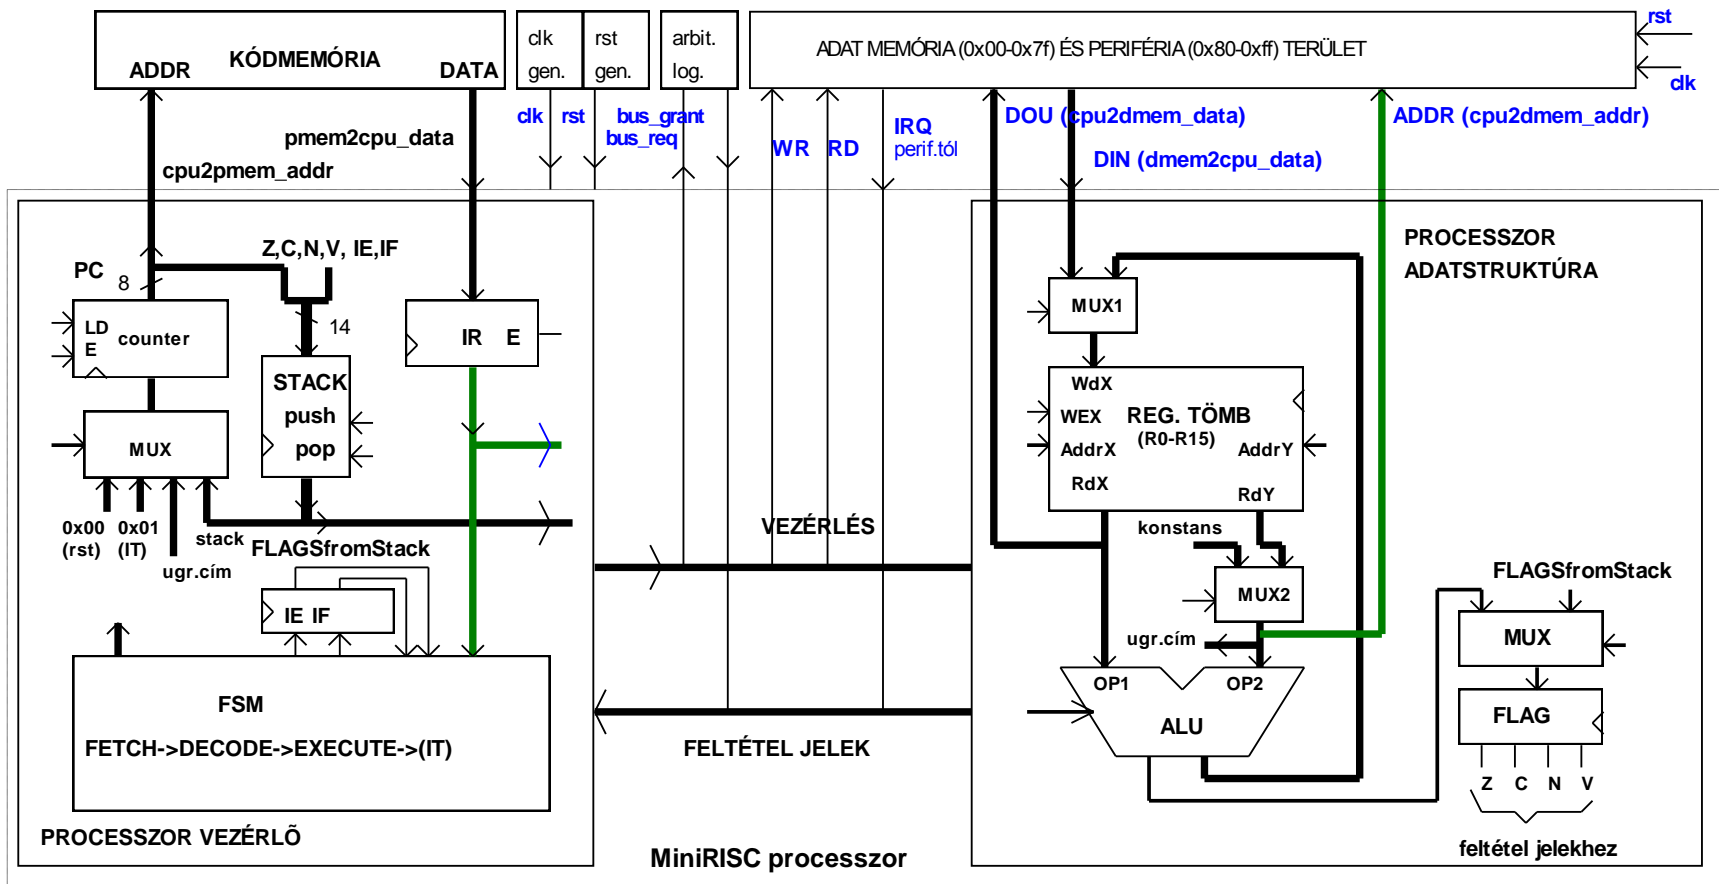 KÓDMEMÓRIA
ADDR
DATA
clk
gen.
rst
gen.
arbit.
log.
ADAT MEMÓRIA (0x00-0x7f) ÉS PERIFÉRIA (0x80-0xff) TERÜLET
rst
clk
clk
rst
bus_grant
bus_req
WR
RD
IRQ
perif.tól
DOU (cpu2dmem_data)
DIN (dmem2cpu_data)
ADDR (cpu2dmem_addr)
pmem2cpu_data
cpu2pmem_addr
PC
8
Z,C,N,V, IE,IF
14
LD
E
counter
STACK
push
pop
IR
E
MUX
0x00
(rst)
0x01
(IT)
ugr.cím
stack
FLAGSfromStack
IE IF
FSM
FETCH->DECODE->EXECUTE->(IT)
PROCESSZOR VEZÉRLÕ
VEZÉRLÉS
FELTÉTEL JELEK
MiniRISC processzor
PROCESSZOR
ADATSTRUKTÚRA
MUX1
WdX
WEX
REG. TÖMB
(R0-R15)
AddrX
AddrY
RdX
RdY
konstans
MUX2
ugr.cím
OP1
OP2
ALU
FLAGSfromStack
MUX
FLAG
Z C N V
feltétel jelekhez